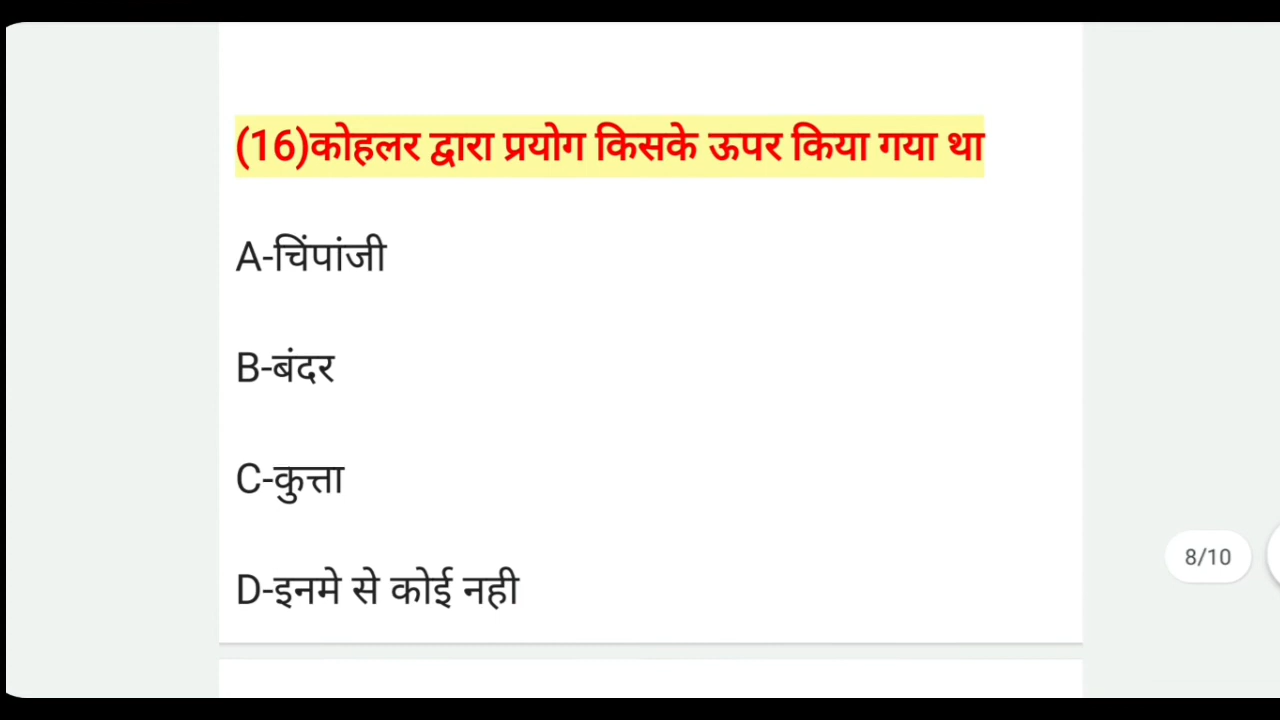 (16)कोहलर द्वारा प्रयोग किसके ऊपर किया गया था
A-चिंपांजी
B-बंदर
C-कुत्ता
D-इनमे से कोई नही
8/10